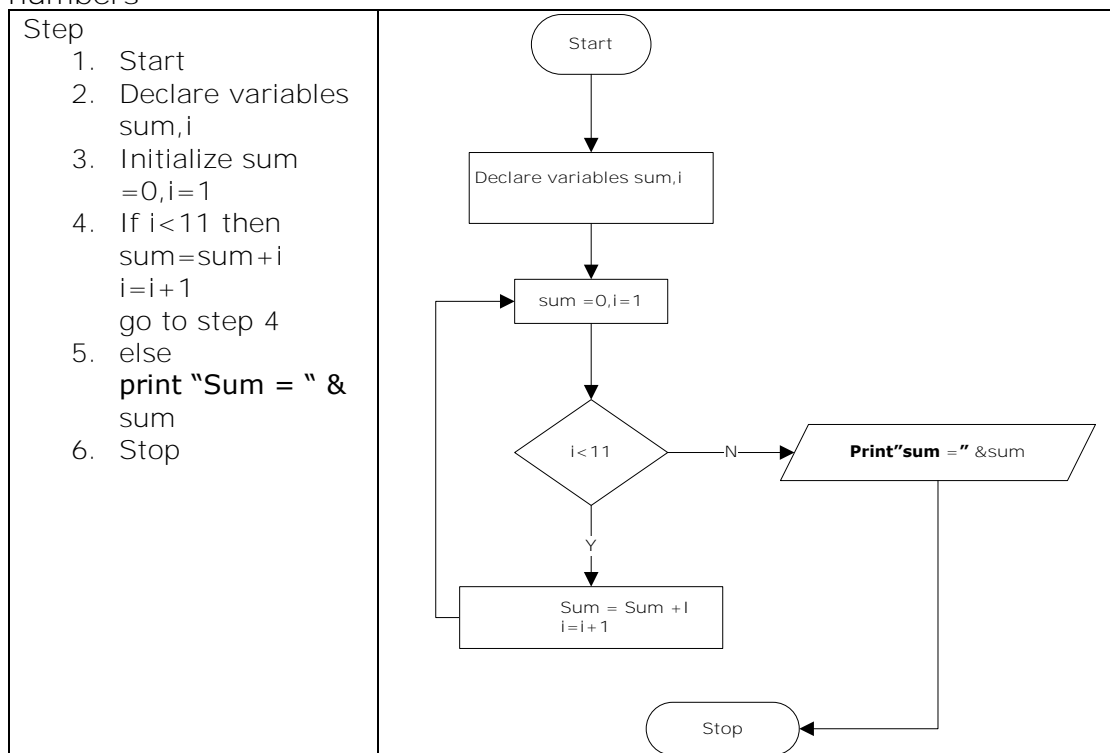 numbers
Step
1. Start
2. Declare variables
sum,i
3. Initialize sum
=0,i=1
4. If i<11 then
sum=sum+i
i=i+1
go to step 4
5. else
print “Sum = “ &
sum
6. Stop
Start
Declare variables sum,i
sum =0,i=1
i<11
N
Print”sum =” &sum
Y
Sum = Sum +I
i=i+1
Stop